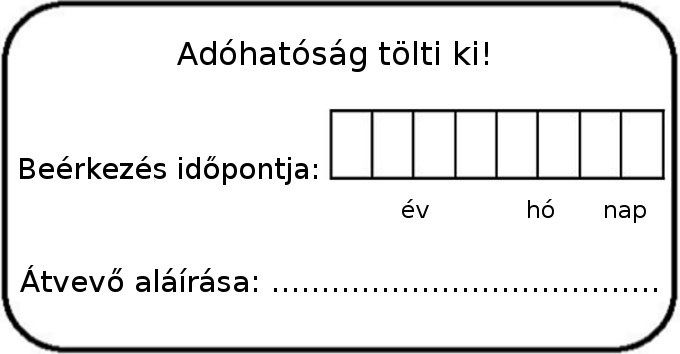 Adóhatóság tölti ki!
Beérkezés időpontja:
év hó nap
Átvevő aláírása: .......................................